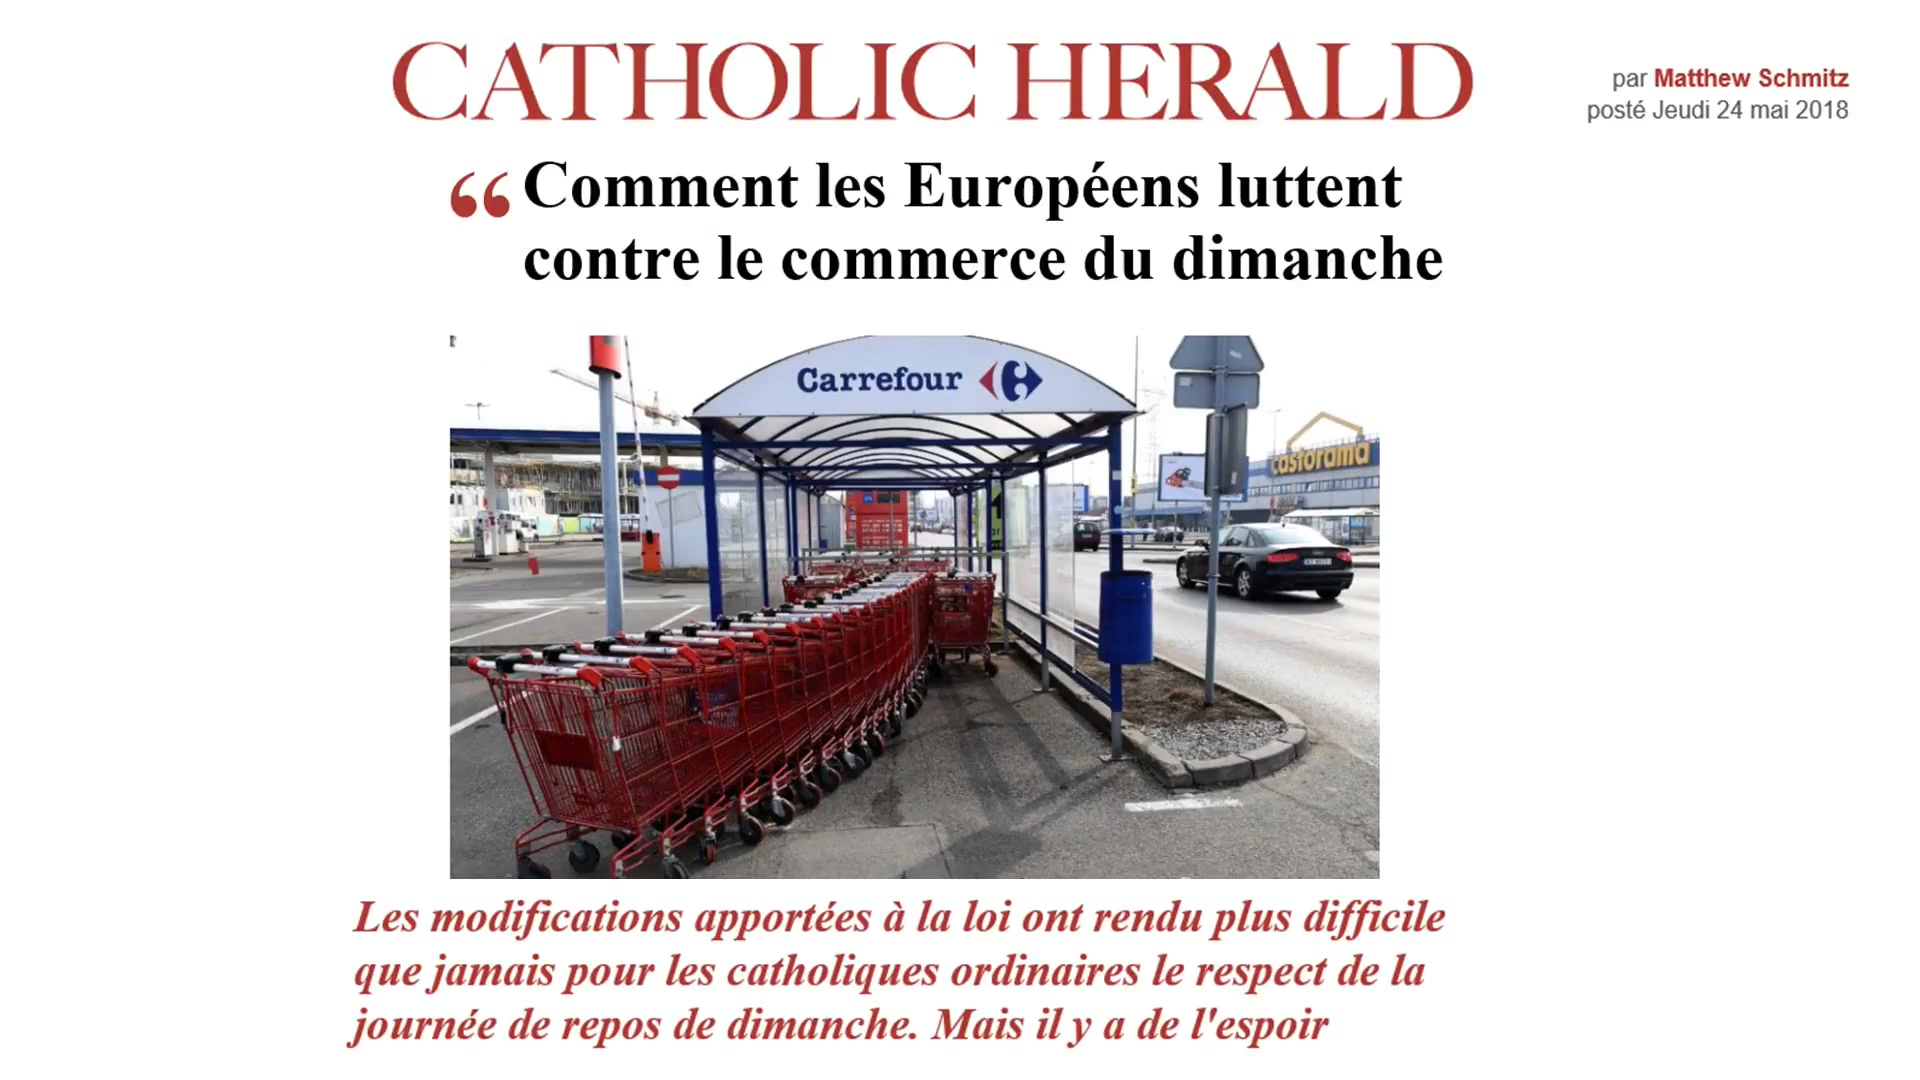 CATHOLIC HERALD
par Matthew Schmitz
posté Jeudi 24 mai 2018
“Comment les Européens luttent
contre le commerce du dimanche
Carrefour
castorama
Les modifications apportées à la loi ont rendu plus difficile
que jamais pour les catholiques ordinaires le respect de la
journée de repos de dimanche. Mais il y a de l'espoir